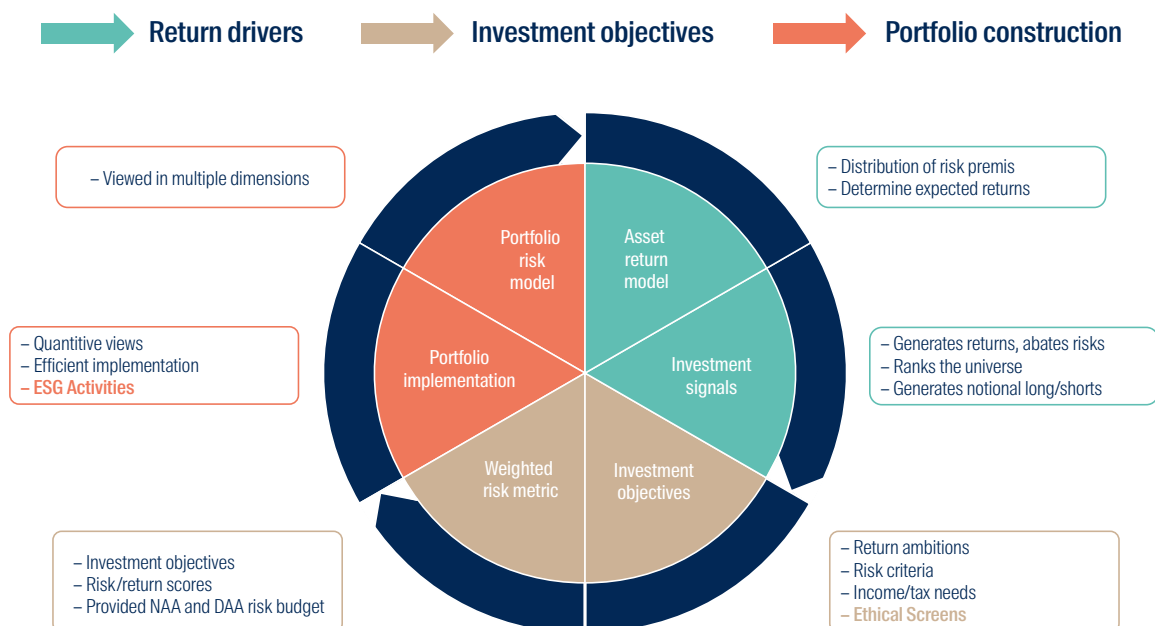 Return drivers
Investment objectives
Portfolio construction
– Viewed in multiple dimensions
– Distribution of risk premis
– Determine expected returns
Portfolio
risk
model
Asset
return
model
– Quantitive views
– Efficient implementation
– ESG Activities
Portfolio
implementation
Investment
signals
– Generates returns, abates risks
– Ranks the universe
– Generates notional long/shorts
Weighted
risk metric
Investment
objectives
– Investment objectives
– Risk/return scores
– Provided NAA and DAA risk budget
– Return ambitions
– Risk criteria
– Income/tax needs
– Ethical Screens